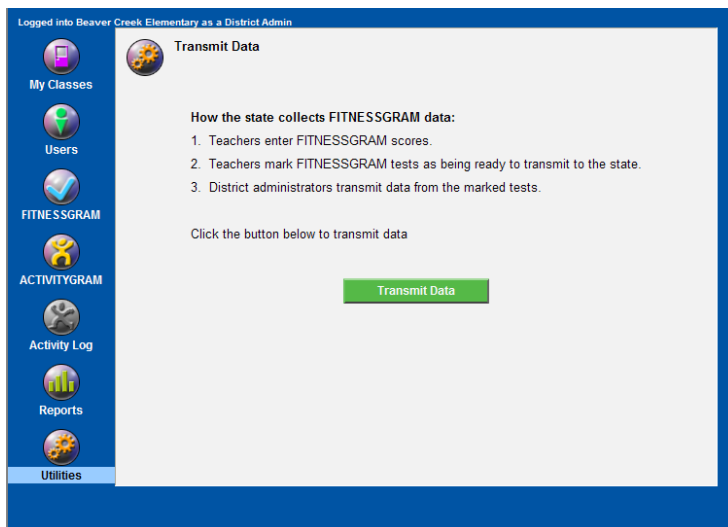 Logged into Beaver Creek Elementary as a District Admin
Transmit Data
My Classes
Users
FITNESSGRAM
ACTIVITYGRAM
Activity Log
Reports
Utilities
How the state collects FITNESSGRAM data:
1. Teachers enter FITNESSGRAM scores.
2. Teachers mark FITNESSGRAM tests as being ready to transmit to the state.
3. District administrators transmit data from the marked tests.
Click the button below to transmit data
Transmit Data